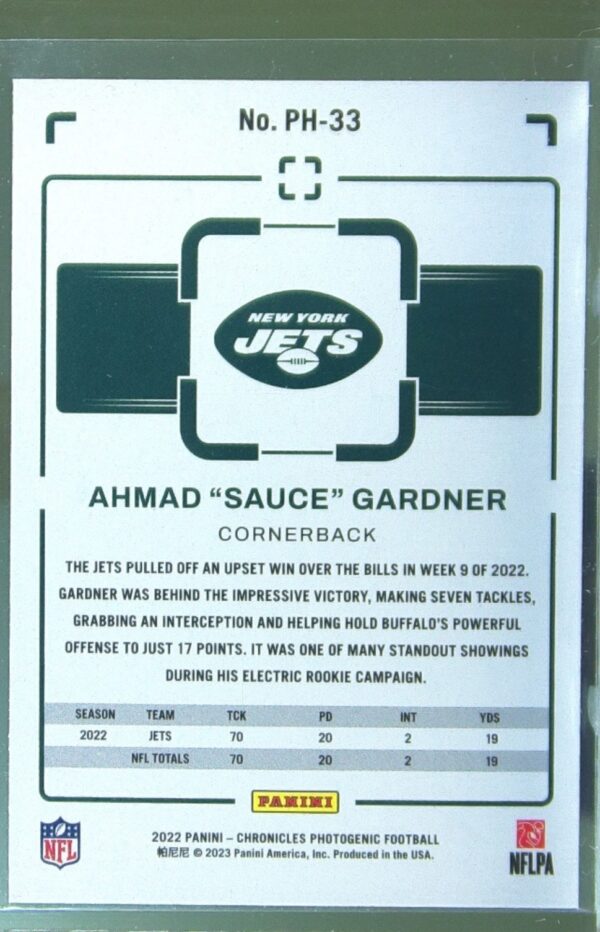 No. PH-33
NEW YORK
JETS
AHMAD “SAUCE” GARDNER
CORNERBACK
THE JETS PULLED OFF AN UPSET WIN OVER THE BILLS IN WEEK 9 OF 2022.
GARDNER WAS BEHIND THE IMPRESSIVE VICTORY, MAKING SEVEN TACKLES,
GRABBING AN INTERCEPTION AND HELPING HOLD BUFFALO'S POWERFUL
OFFENSE TO JUST 17 POINTS. IT WAS ONE OF MANY STANDOUT SHOWINGS
DURING HIS ELECTRIC ROOKIE CAMPAIGN.
SEASON TEAM TCK PD INT YDS
2022 JETS 70 20 2 19
NFL TOTALS 70 20 2 19
PANINI
NFL
2022 PANINI – CHRONICLES PHOTOGENIC FOOTBALL
帕尼尼 © 2023 Panini America, Inc. Produced in the USA.
NFLPA